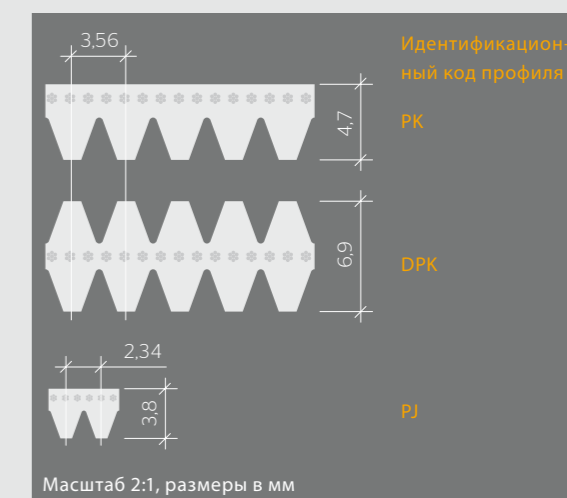 3,56
Идентификацион-
ный код профиля
4,7
PK
6,9
DPK
2,34
3,8
PJ
Масштаб 2:1, размеры в мм